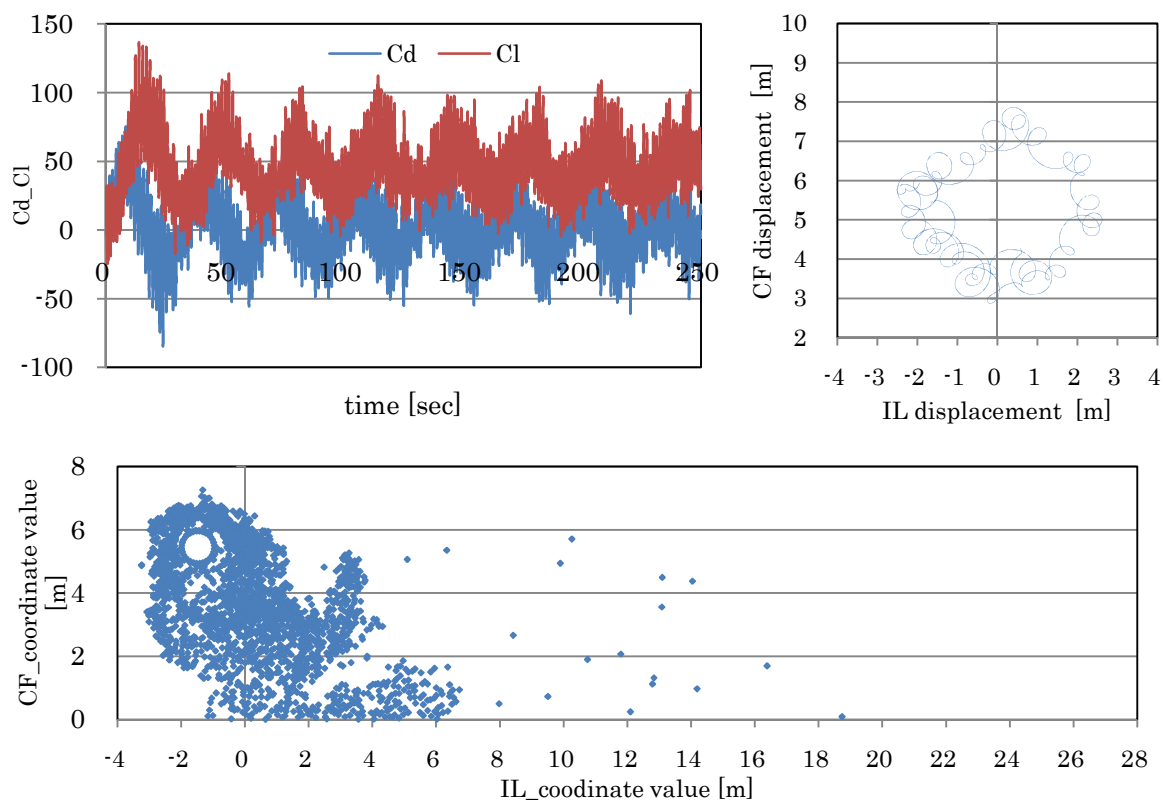 150
100
50
0
-50
-100
Cd_Cl
Cd Cl
0 50 100 150 200 250
time [sec]
10
9
8
7
6
5
4
3
2
CF displacement [m]
-4 -3 -2 -1 0 1 2 3 4
IL displacement [m]
8
6
4
2
0
CF_coordinate value
[m]
-4 -2 0 2 4 6 8 10 12 14 16 18 20 22 24 26 28
IL_coodinate value [m]